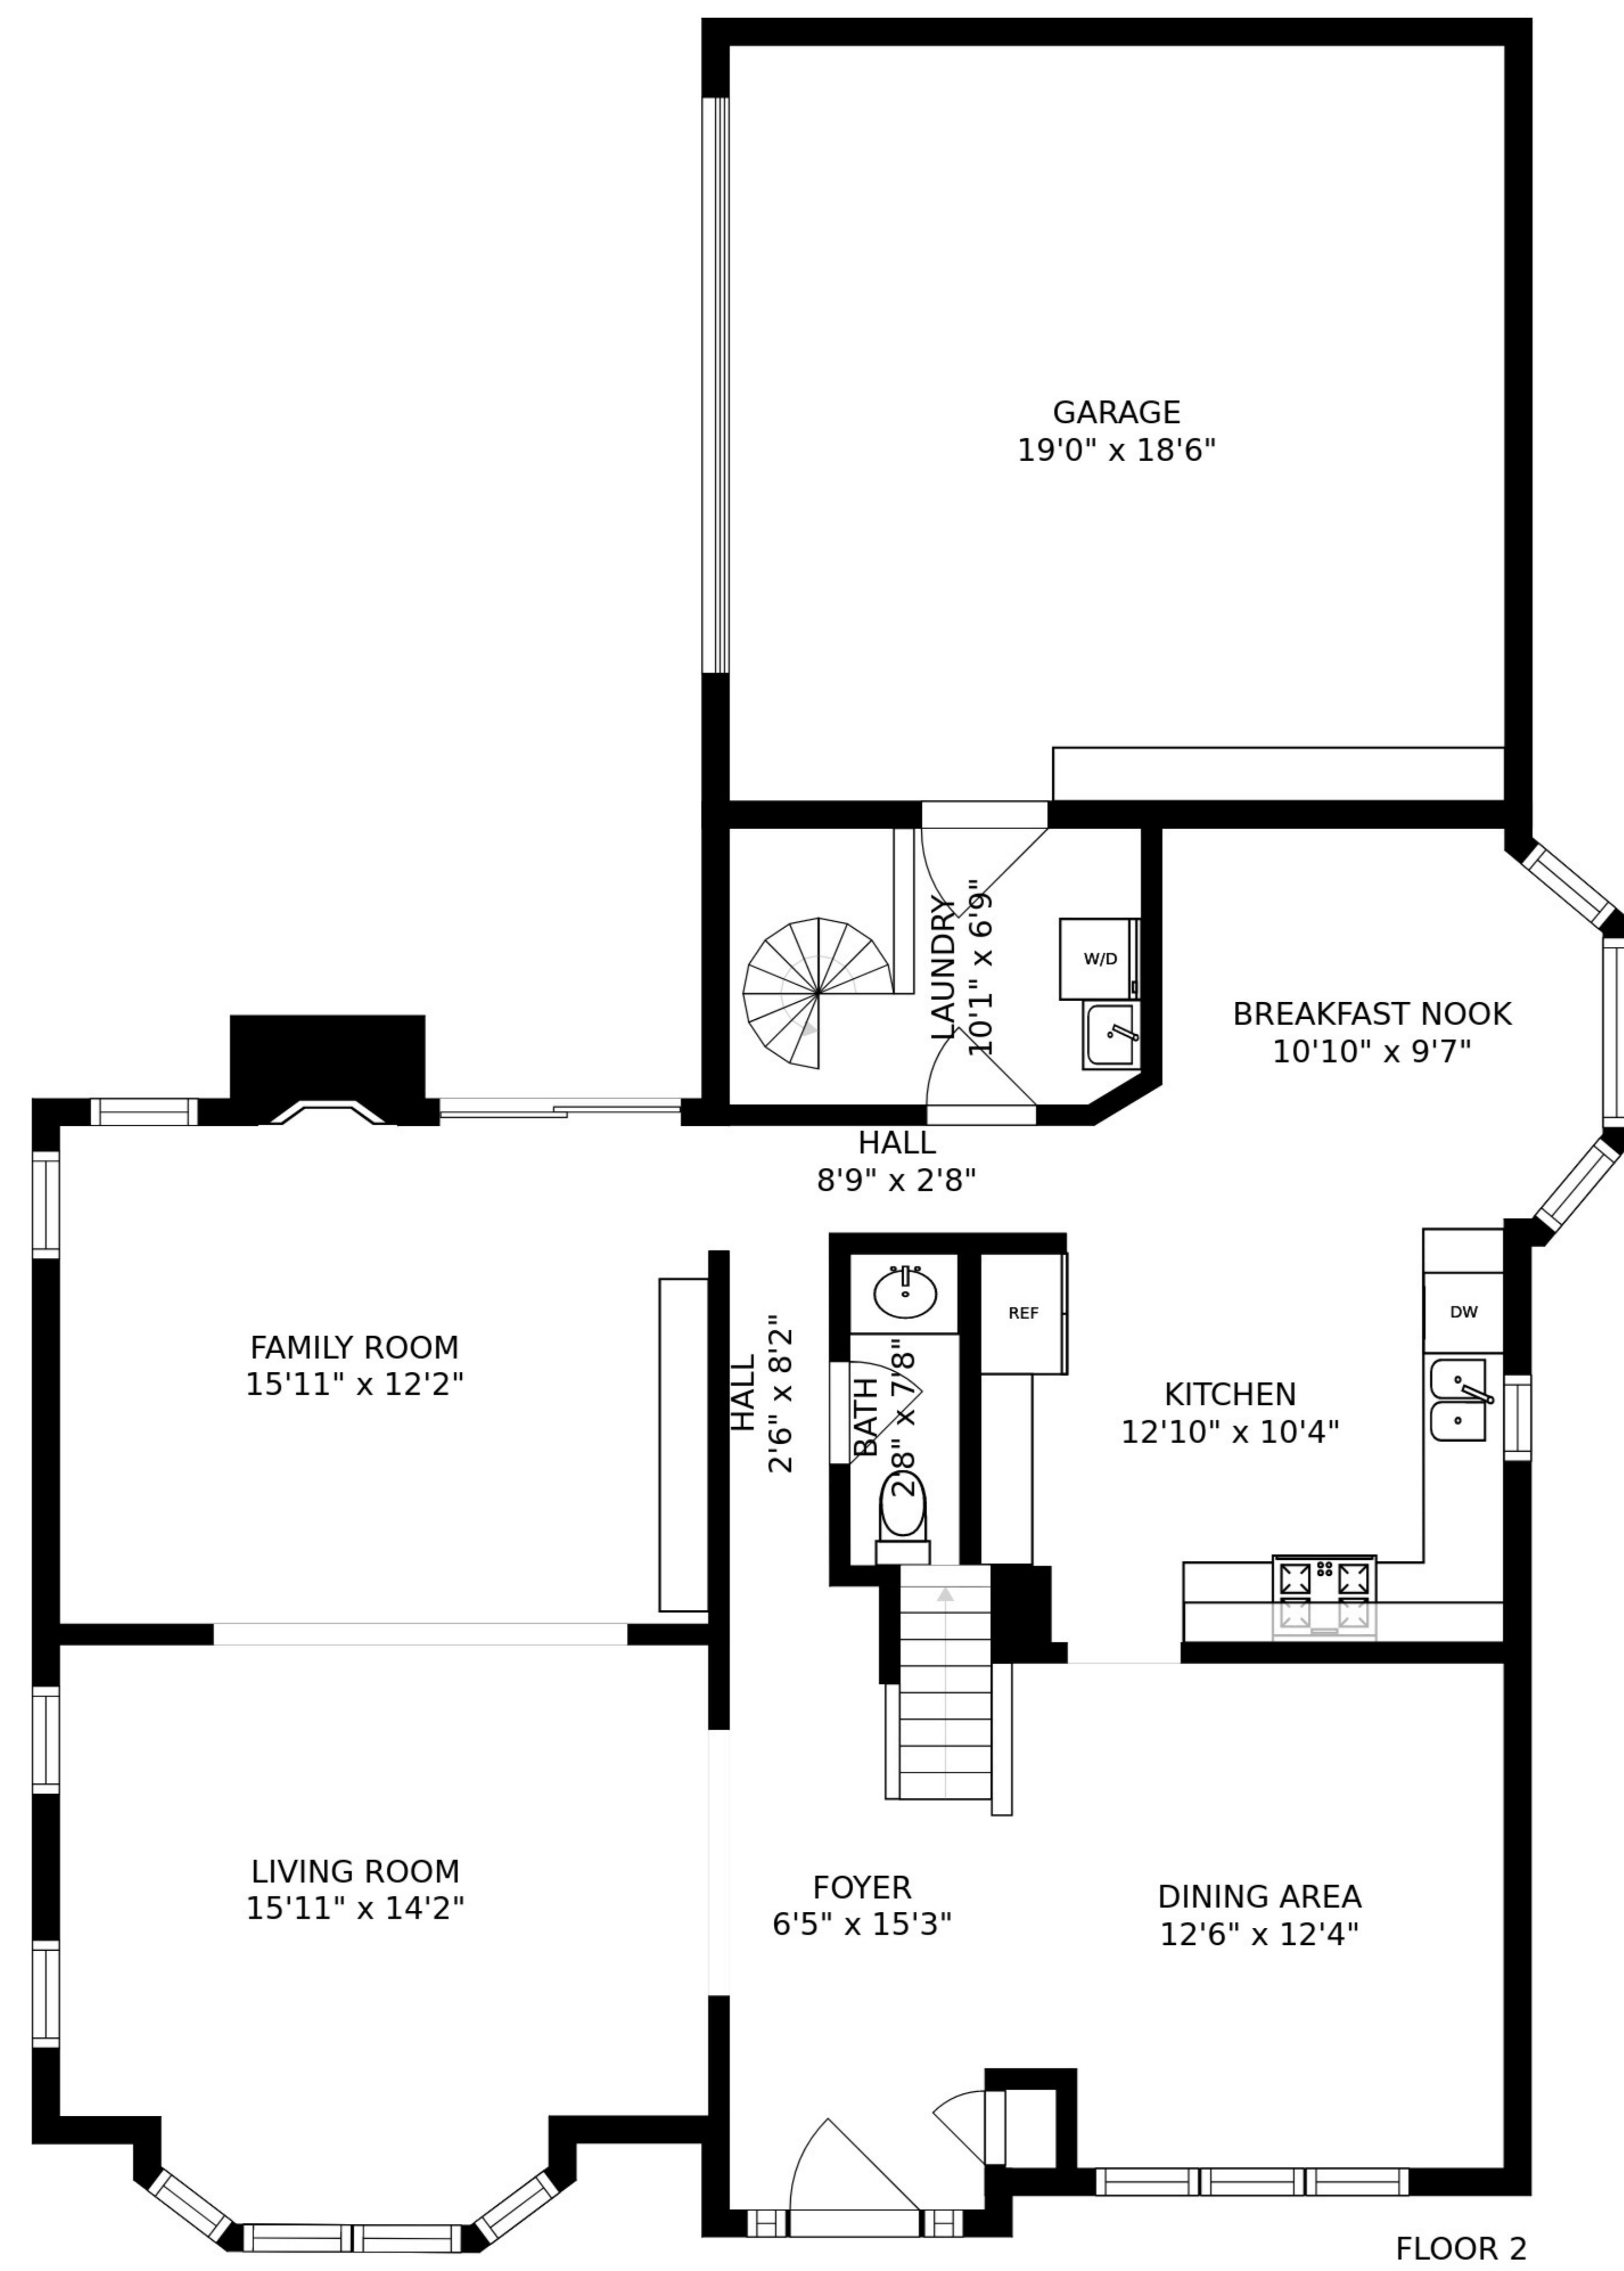 GARAGE
19'0" x 18'6"
LAUNDRY
10'1" x 6'9"
W/D
BREAKFAST NOOK
10'10" x 9'7"
HALL
8'9" x 2'8"
FAMILY ROOM
15'11" x 12'2"
HALL
2'6" x 8'2"
BATH
2'8" x 7'8"
REF
KITCHEN
12'10" x 10'4"
DW
LIVING ROOM
15'11" x 14'2"
FOYER
6'5" x 15'3"
DINING AREA
12'6" x 12'4"
FLOOR 2